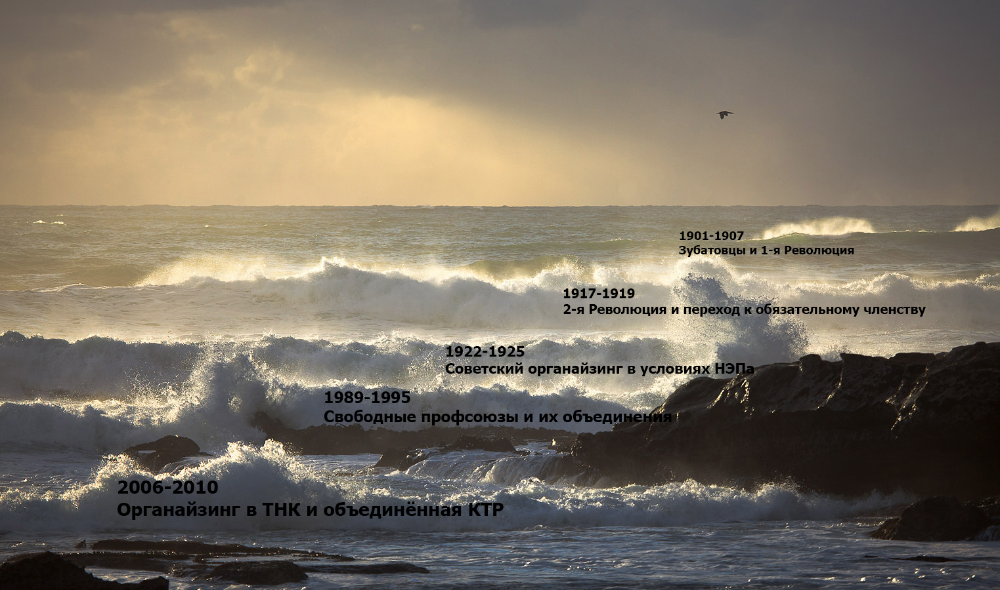 1901-1907
Зубатовцы и 1-я Революция
1917-1919
2-я Революция и переход к обязательному членству
1922-1925
Советский органайзинг в условиях НЭПа
1989-1995
Свободные профсоюзы и их объединения
2006-2010
Органайзинг в ТНК и объединённая КТР